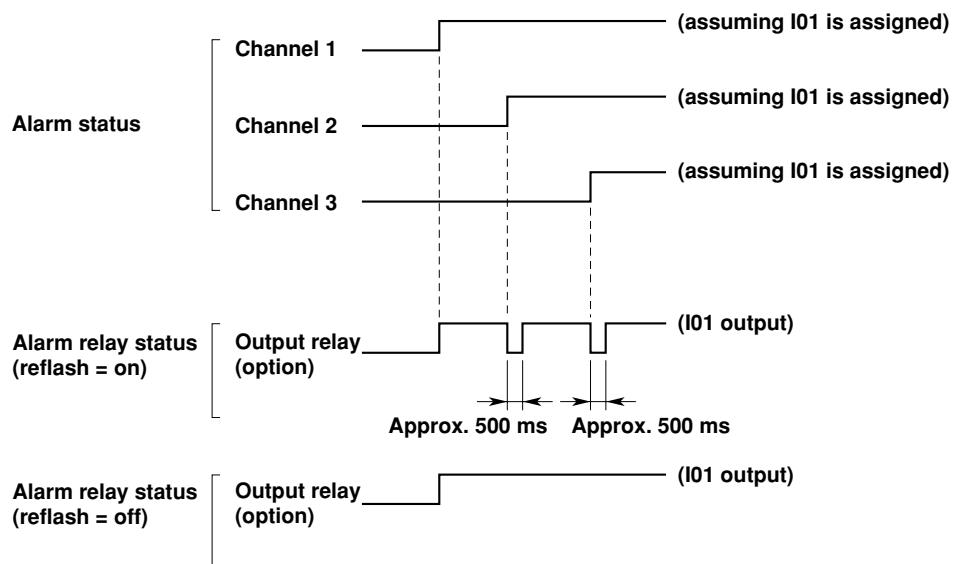 (assuming I01 is assigned)
Channel 1
(assuming I01 is assigned)
Alarm status
Channel 2
(assuming I01 is assigned)
Channel 3
(I01 output)
Alarm relay status
(reflash = on)
Output relay
(option)
Approx. 500 ms
Approx. 500 ms
(I01 output)
Alarm relay status
(reflash = off)
Output relay
(option)